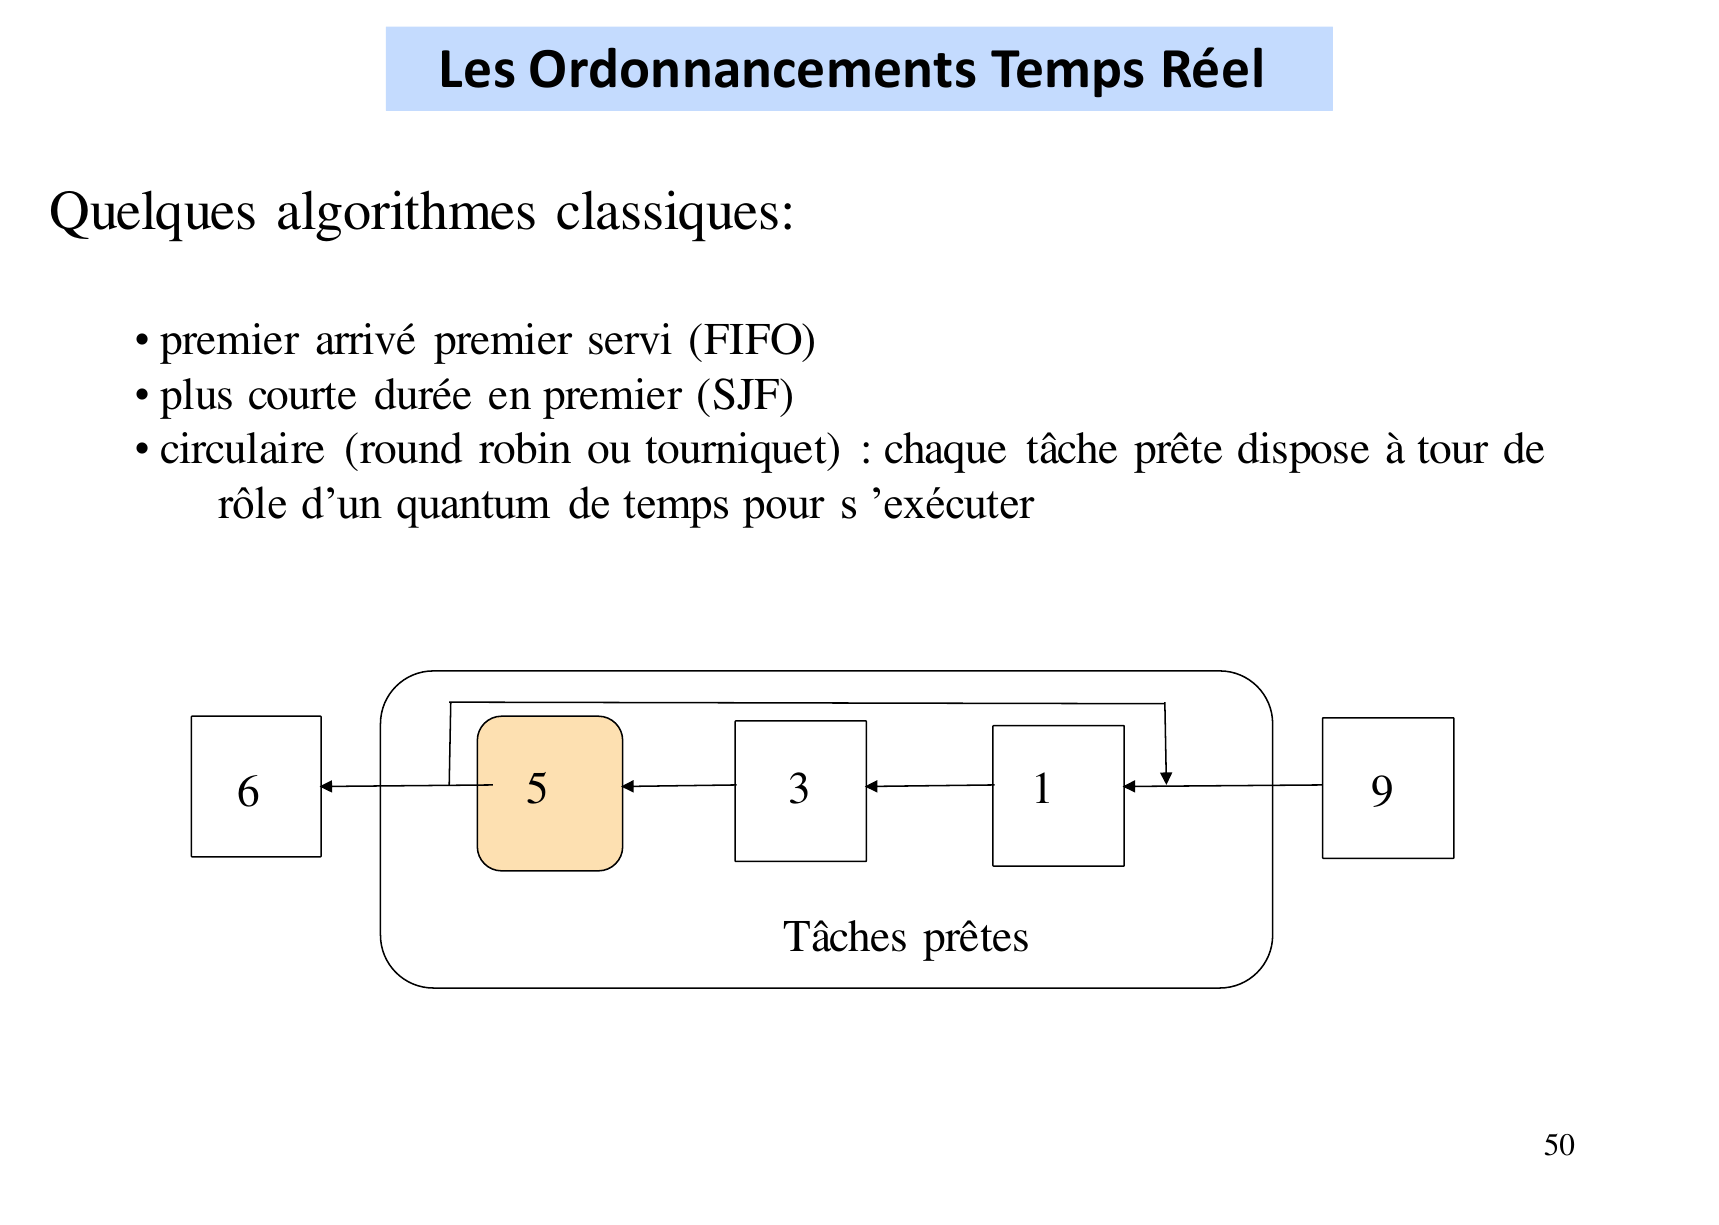 Les Ordonnancements Temps Réel
Quelques algorithmes classiques:
• premier arrivé premier servi (FIFO)
• plus courte durée en premier (SJF)
• circulaire (round robin ou tourniquet) : chaque tâche prête dispose à tour de
rôle d’un quantum de temps pour s ’exécuter
6 5 3 1 9
Tâches prêtes
50